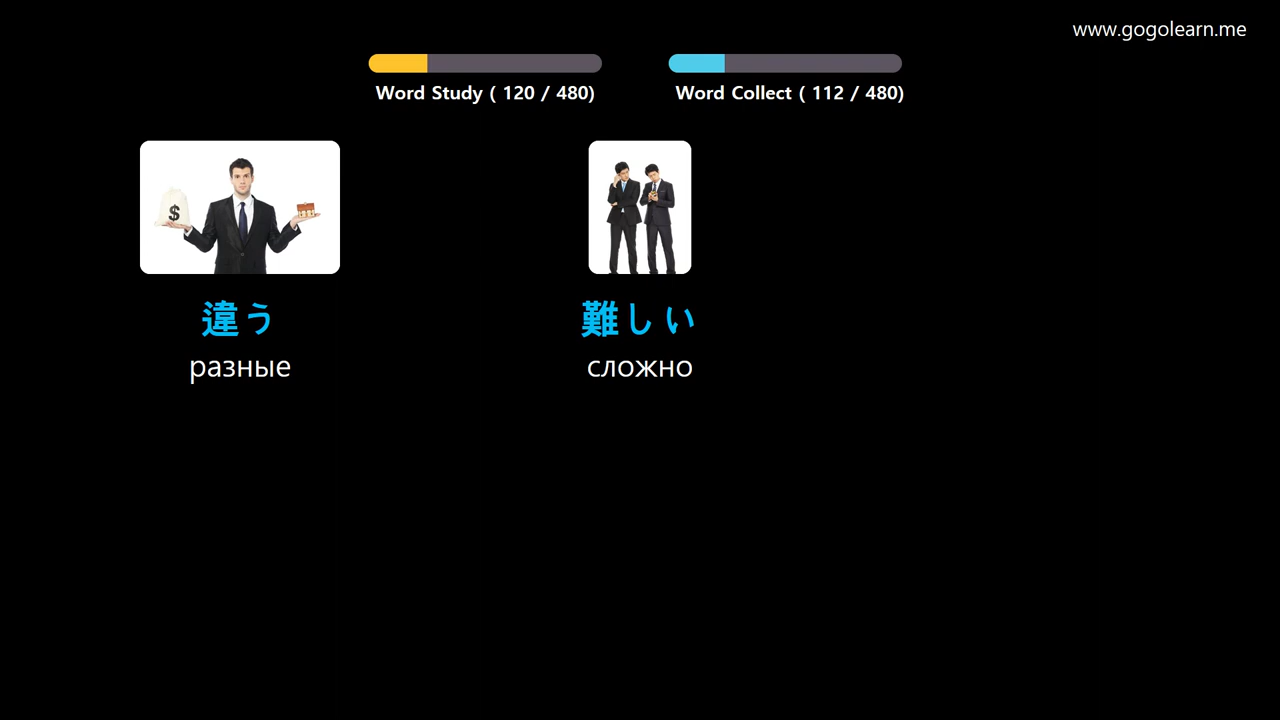 www.gogolearn.me
Word Study ( 120 / 480)
Word Collect ( 112 / 480)
$
違う
難しい
разные
сложно